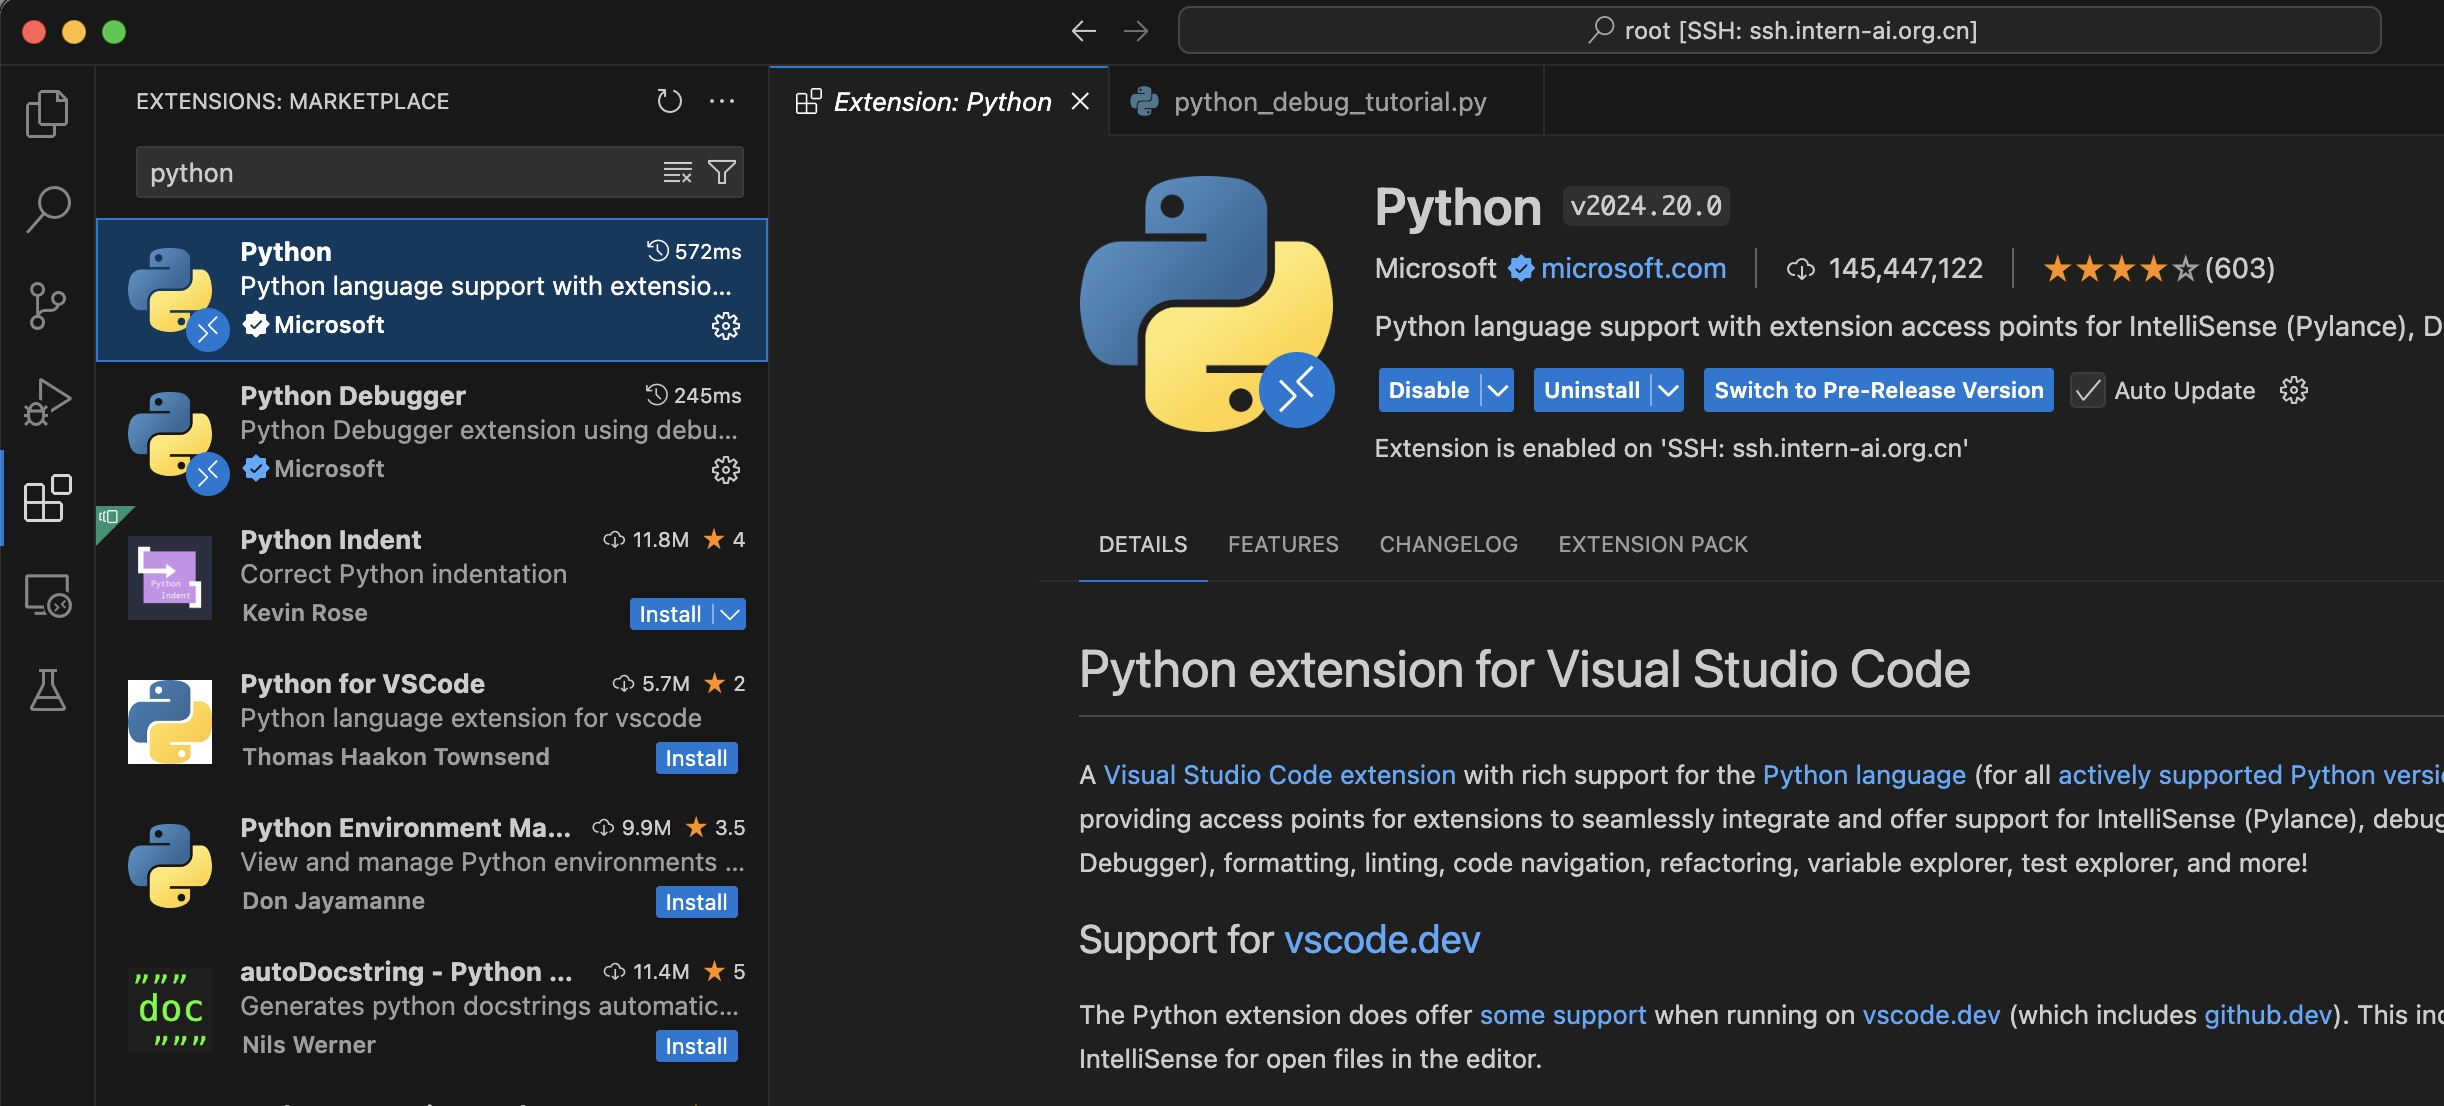 root [SSH: ssh.intern-ai.org.cn]
EXTENSIONS: MARKETPLACE
python
Python 572ms
Python language support with extensio...
Microsoft
Python Debugger 245ms
Python Debugger extension using debu...
Microsoft
Python Indent 11.8M 4
Correct Python indentation
Kevin Rose Install
Python Indent
Python for VSCode 5.7M 2
Python language extension for vscode
Thomas Haakon Townsend Install
Python Environment Ma... 9.9M 3.5
View and manage Python environments ...
Don Jayamanne Install
autoDocstring - Python ... 11.4M 5
Generates python docstrings automatic...
Nils Werner Install
"""
doc
"""
Extension: Python python_debug_tutorial.py
Python v2024.20.0
Microsoft microsoft.com 145,447,122 (603)
Python language support with extension access points for IntelliSense (Pylance), D
Disable Uninstall Switch to Pre-Release Version Auto Update
Extension is enabled on 'SSH: ssh.intern-ai.org.cn'
DETAILS FEATURES CHANGELOG EXTENSION PACK
Python extension for Visual Studio Code
A Visual Studio Code extension with rich support for the Python language (for all actively supported Python versi
providing access points for extensions to seamlessly integrate and offer support for IntelliSense (Pylance), debug
Debugger), formatting, linting, code navigation, refactoring, variable explorer, test explorer, and more!
Support for vscode.dev
The Python extension does offer some support when running on vscode.dev (which includes github.dev). This inc
IntelliSense for open files in the editor.